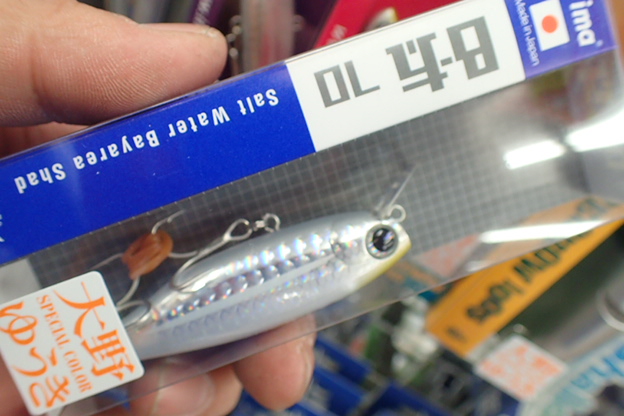 ima®
Made in Japan
B-太
70
Salt Water Bayarea Shad
大野
SPECIAL COLOR
ゆうき